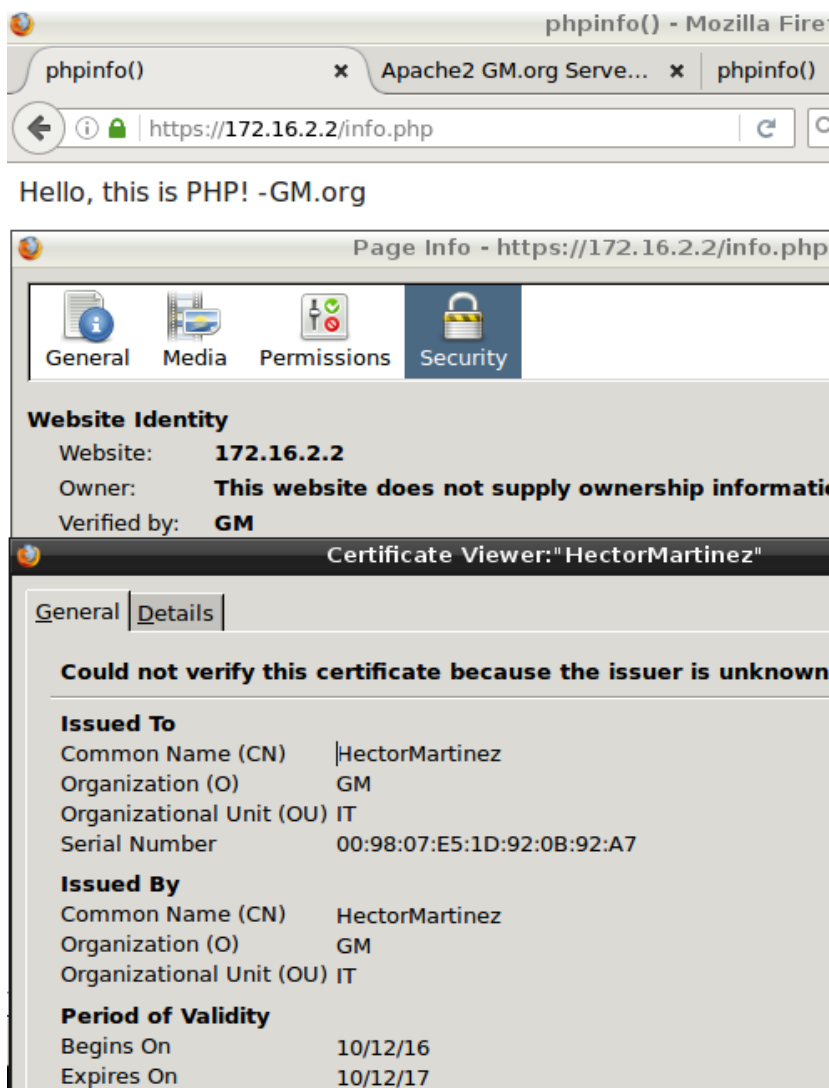 phpinfo() - Mozilla Fire
phpinfo() × Apache2 GM.org Serve... × phpinfo()
https://172.16.2.2/info.php
Hello, this is PHP! -GM.org
Page Info - https://172.16.2.2/info.php
General Media Permissions Security
Website Identity
Website: 172.16.2.2
Owner: This website does not supply ownership informati
Verified by: GM
Certificate Viewer:"HectorMartinez"
General Details
Could not verify this certificate because the issuer is unknown
Issued To
Common Name (CN) HectorMartinez
Organization (O) GM
Organizational Unit (OU) IT
Serial Number 00:98:07:E5:1D:92:0B:92:A7
Issued By
Common Name (CN) HectorMartinez
Organization (O) GM
Organizational Unit (OU) IT
Period of Validity
Begins On 10/12/16
Expires On 10/12/17